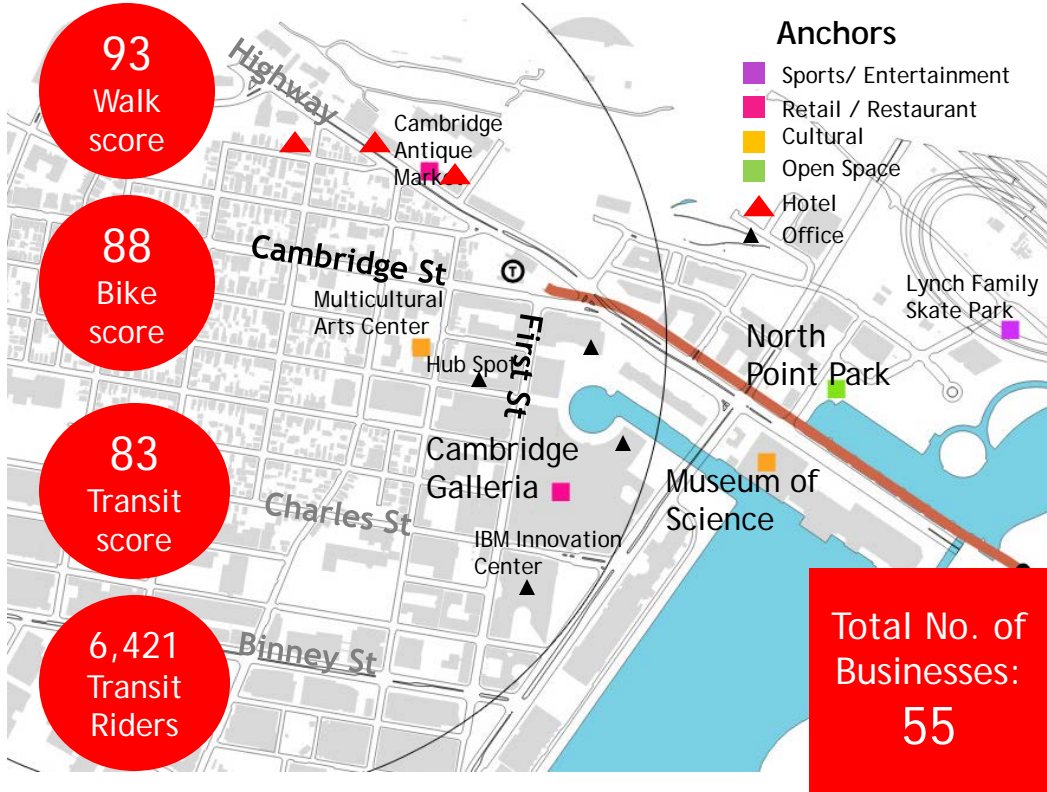 93
Walk
score
88
Bike
score
83
Transit
score
6,421
Transit
Riders
Highway
Cambridge
Antique
Market
Cambridge St
T
Multicultural
Arts Center
Hub Spot
First St
Cambridge
Galleria
Charles St
IBM Innovation
Center
Binney St
Anchors
Sports/ Entertainment
Retail / Restaurant
Cultural
Open Space
Hotel
Office
Lynch Family
Skate Park
North
Point Park
Museum of
Science
Total No. of
Businesses:
55